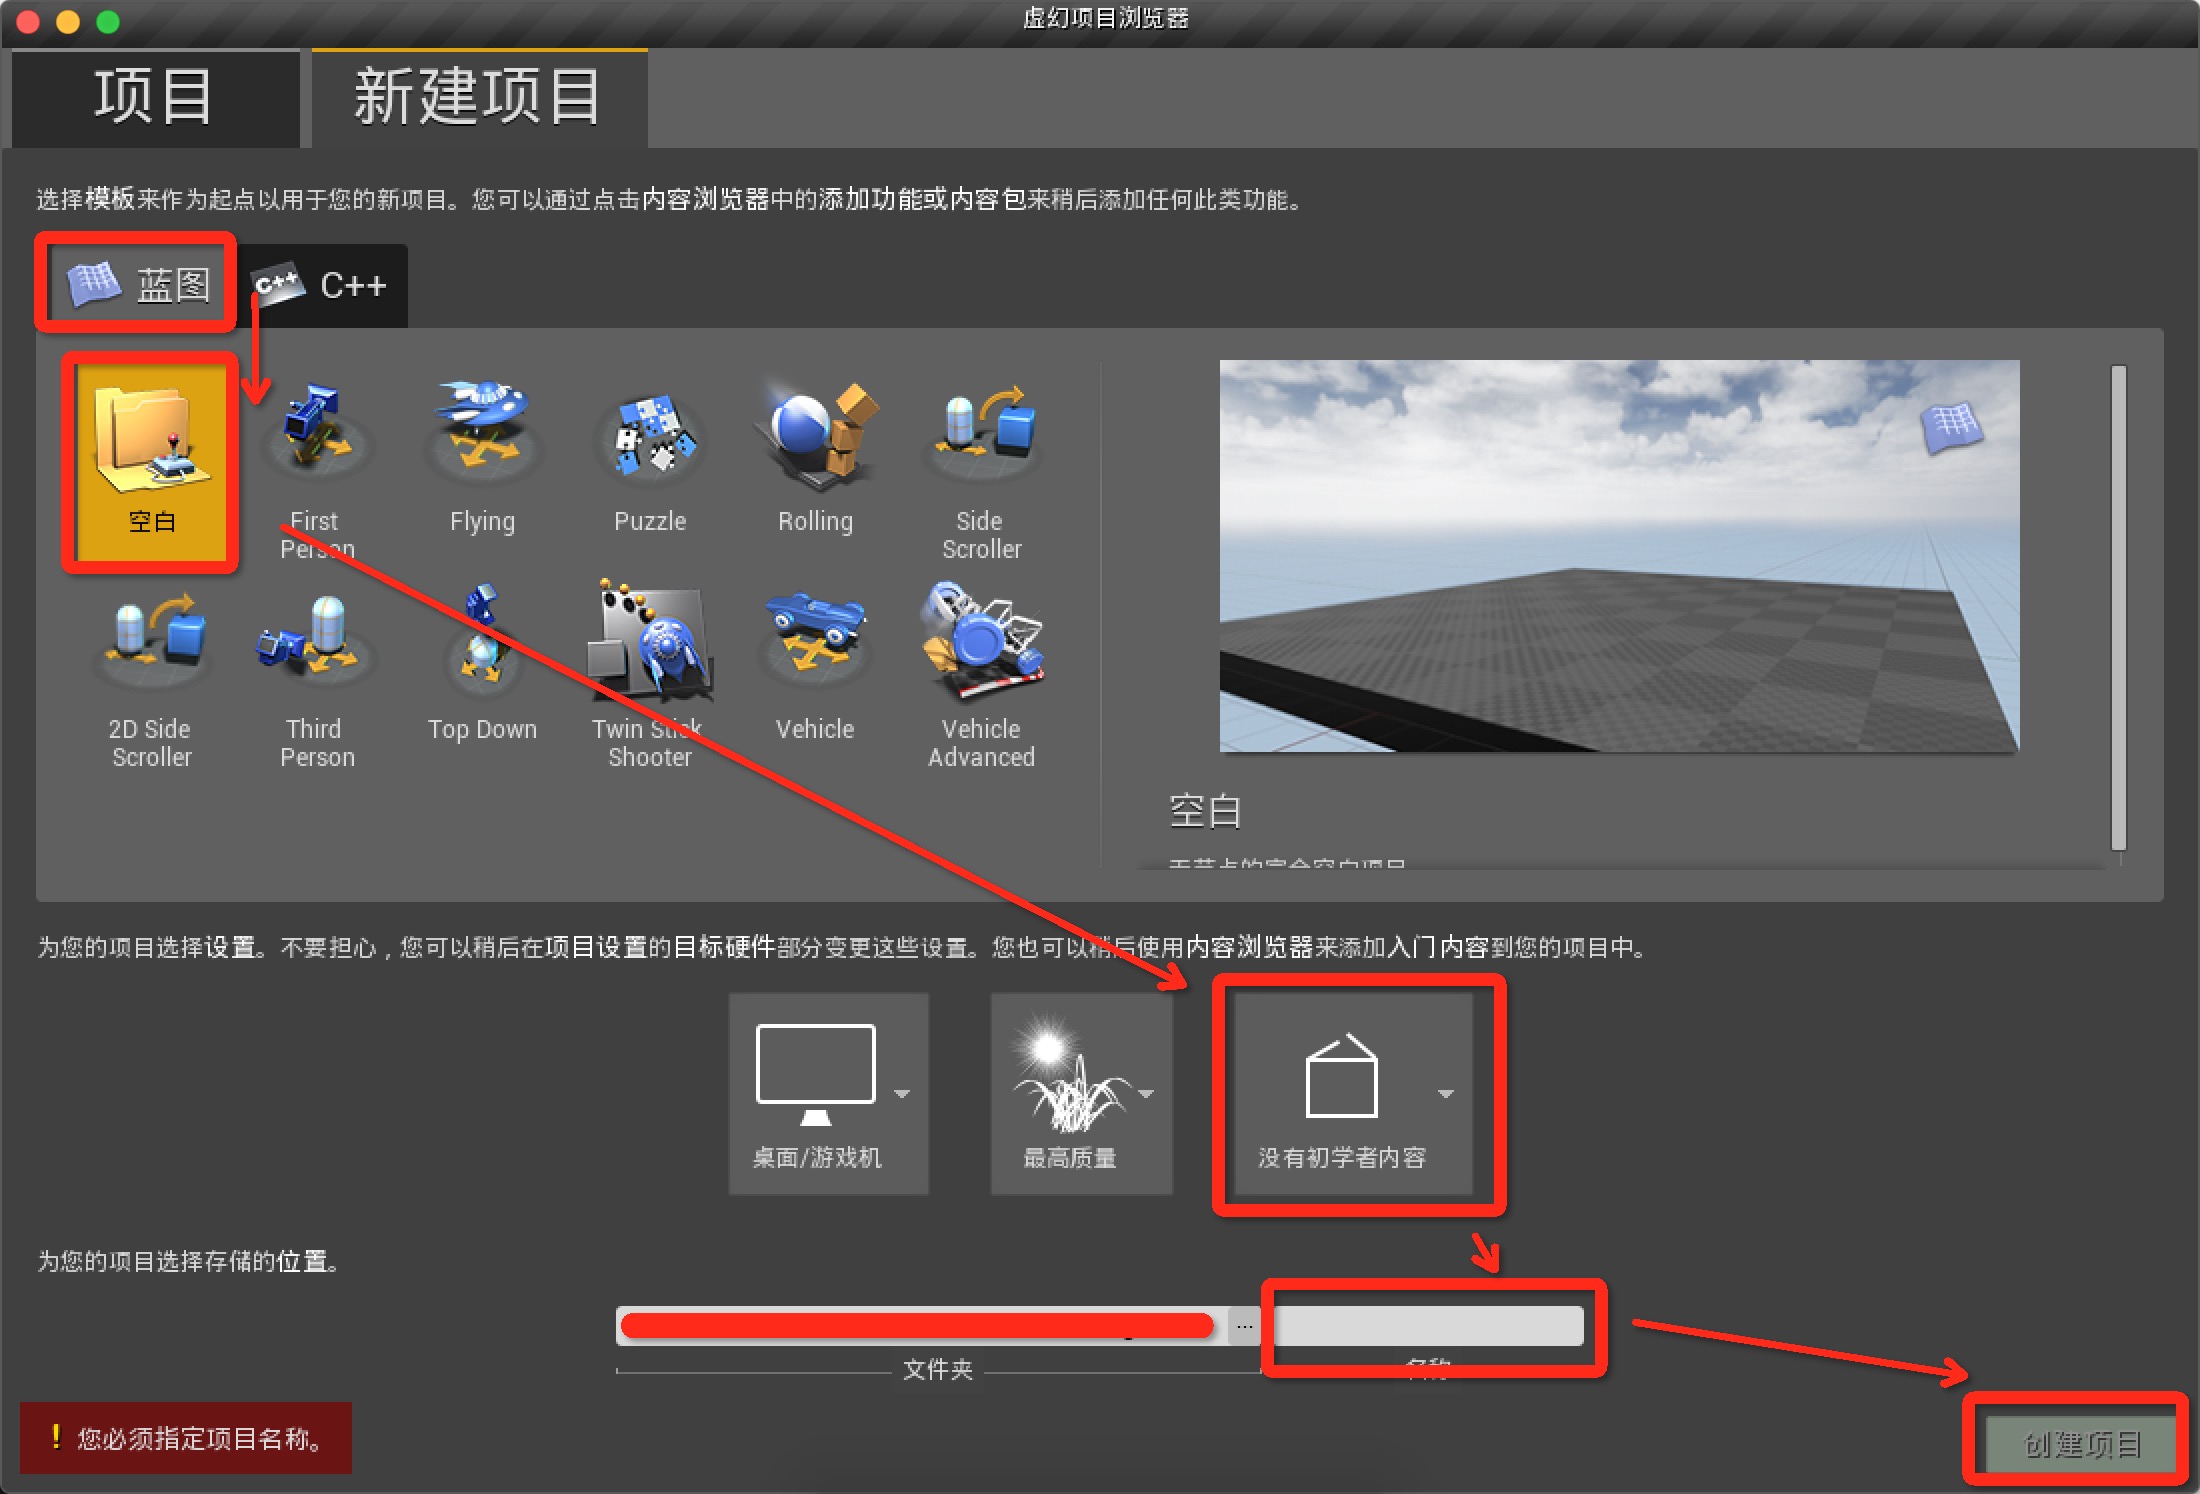 虚幻项目浏览器
项目
新建项目
选择模板来作为起点以用于您的新项目。您可以通过点击内容浏览器中的添加功能或内容包来稍后添加任何此类功能。
蓝图
C++
C++
空白
First
Person
Flying
Puzzle
Rolling
Side
Scroller
2D Side
Scroller
Third
Person
Top Down
Twin Stick
Shooter
Vehicle
Vehicle
Advanced
空白
为您的项目选择设置。不要担心，您可以稍后在项目设置的目标硬件部分变更这些设置。您也可以稍后使用内容浏览器来添加入门内容到您的项目中。
桌面/游戏机
最高质量
没有初学者内容
为您的项目选择存储的位置。
...
文件夹
名称
! 您必须指定项目名称。
创建项目